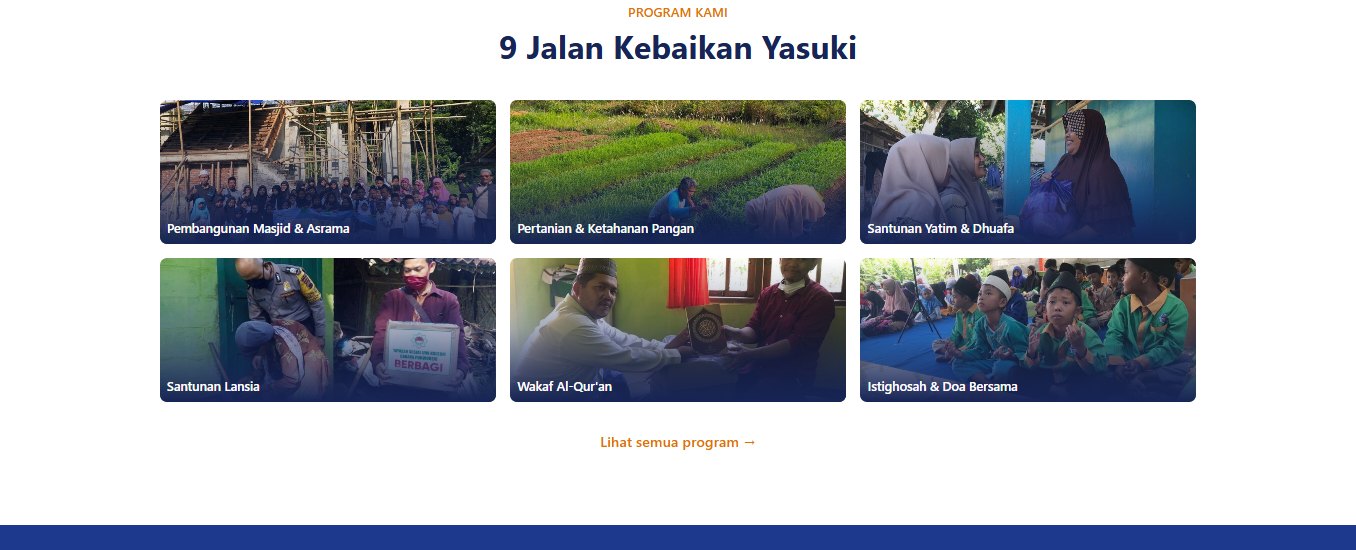 PROGRAM KAMI
9 Jalan Kebaikan Yasuki
Pembangunan Masjid & Asrama
Pertanian & Ketahanan Pangan
Santunan Yatim & Dhuafa
BERBAGI
Santunan Lansia
Wakaf Al-Qur'an
Istighosah & Doa Bersama
Lihat semua program →